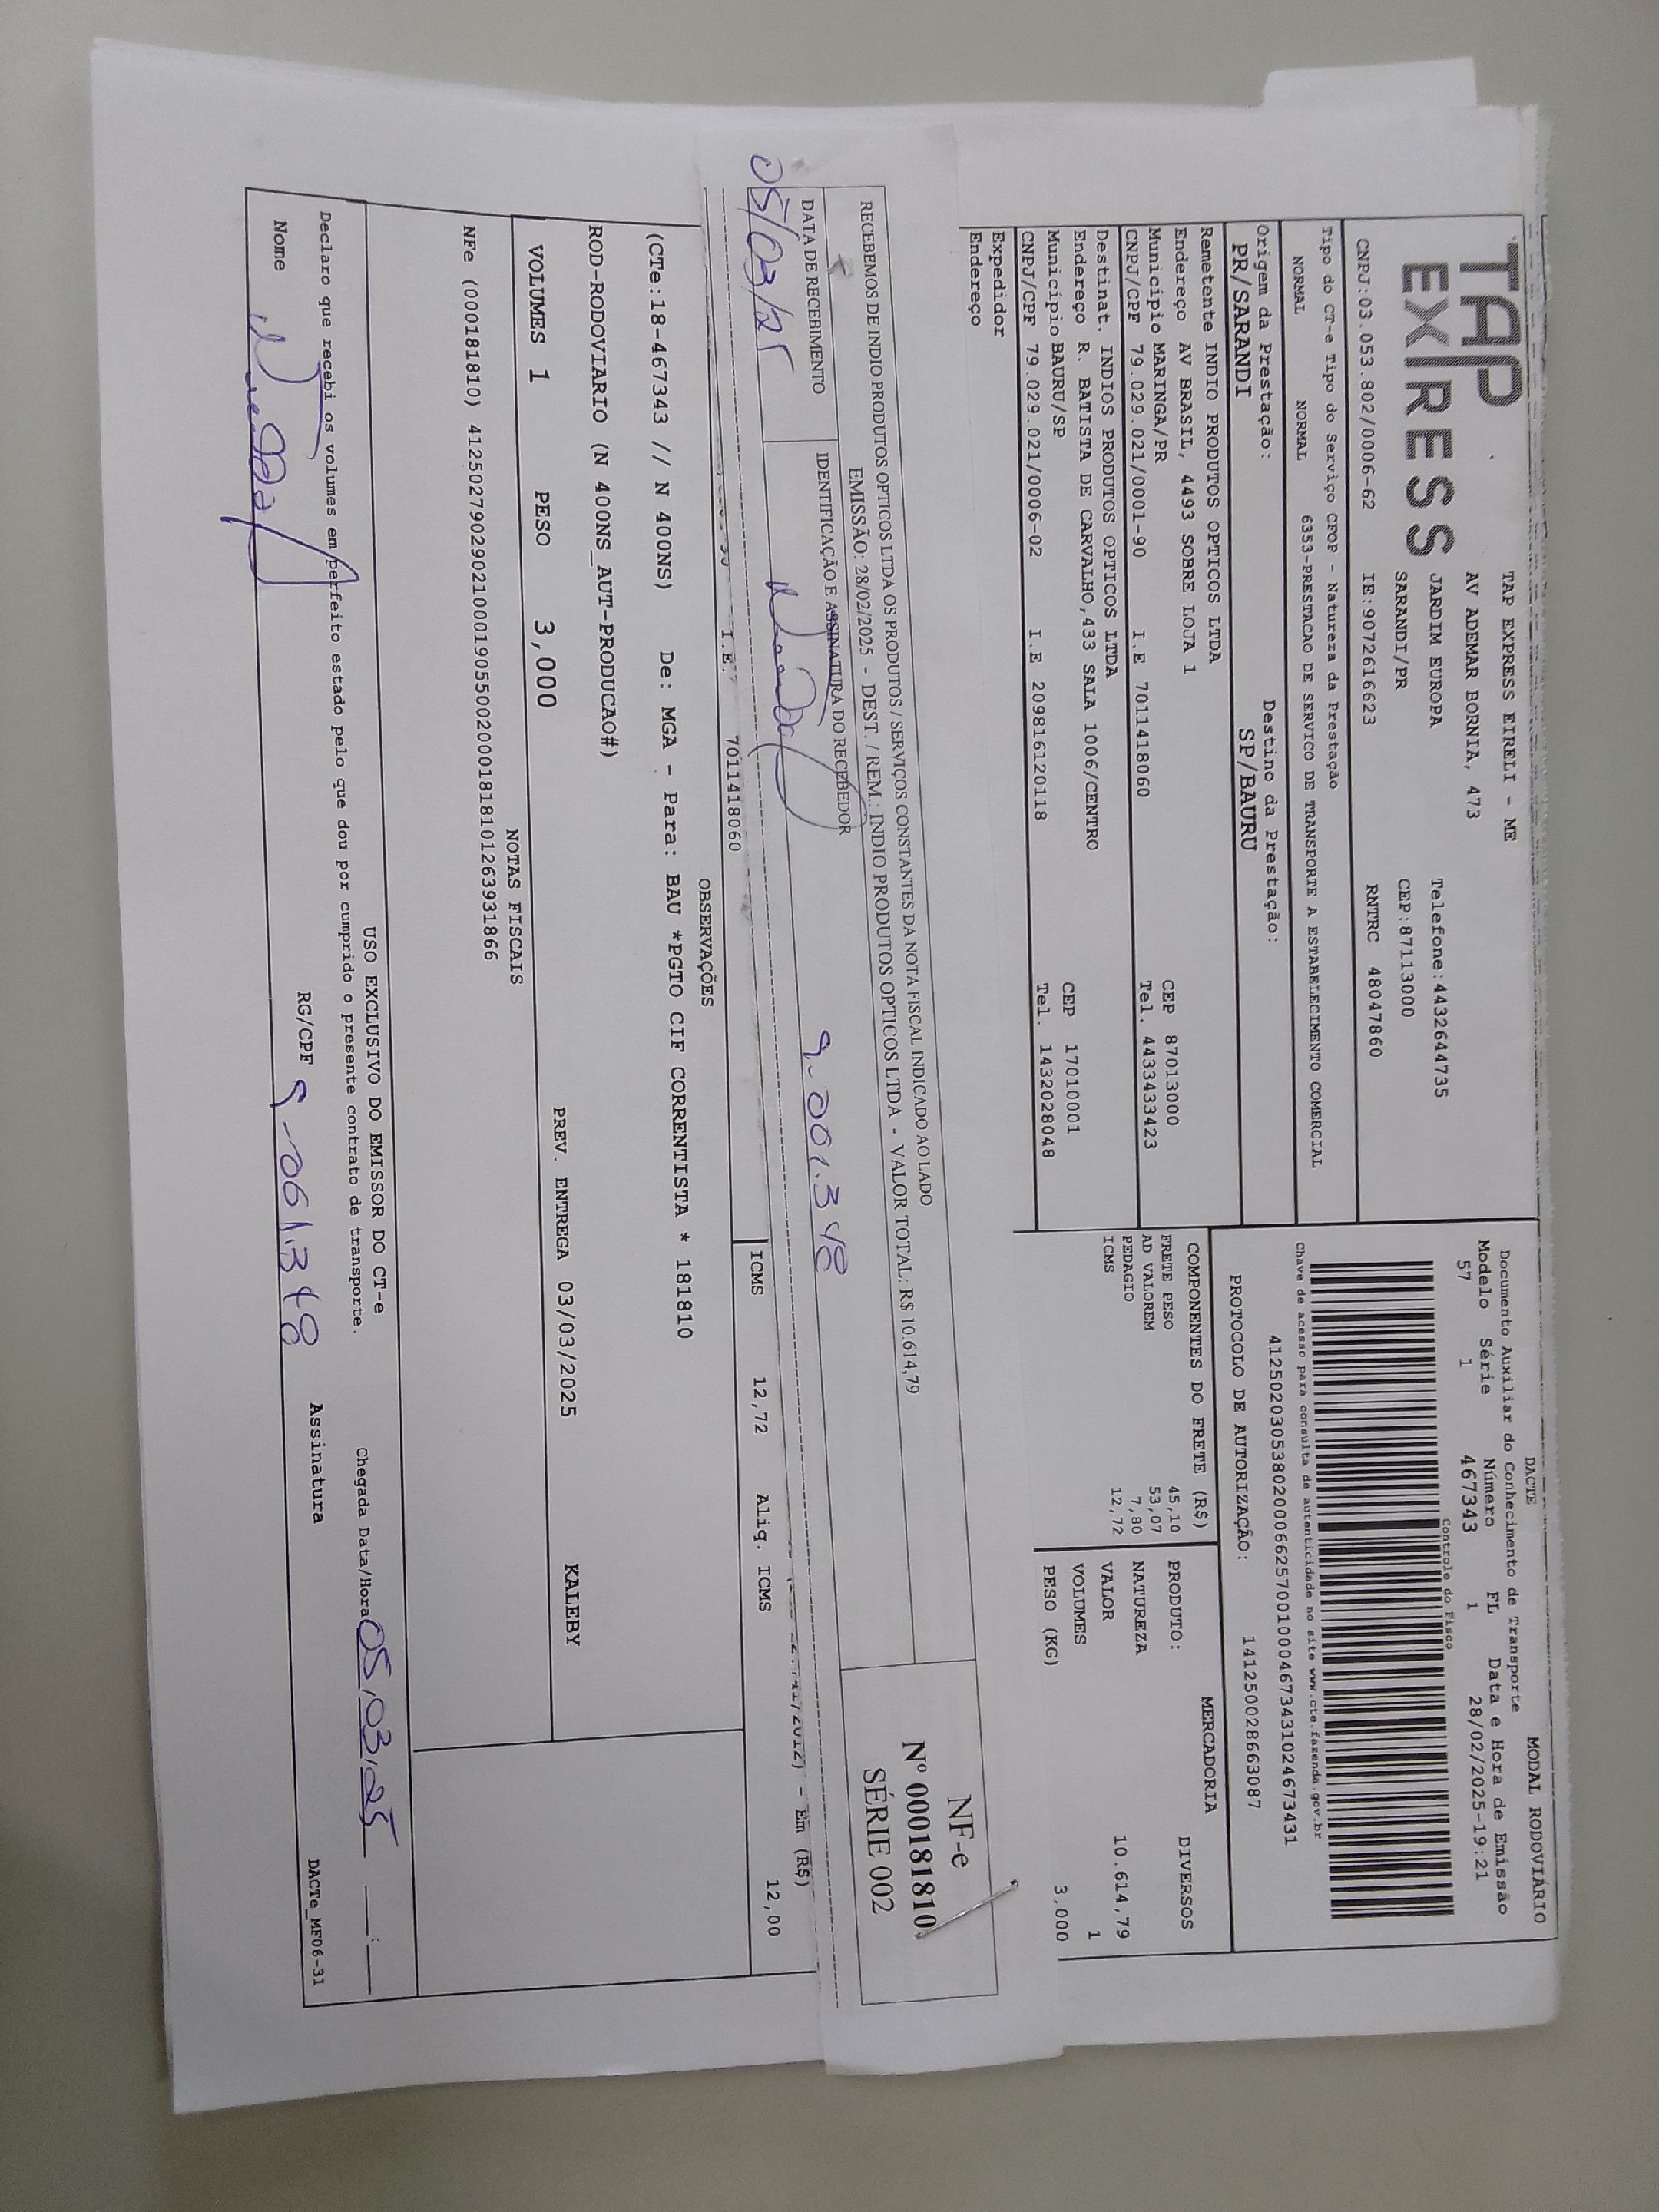 TAP
EXPRESS
TAP EXPRESS EIRELI - ME
AV ADEMAR BORNIA, 473
JARDIM EUROPA
SARANDI/PR
Telefone:4432644735
CEP:87113000
CNPJ:03.053.802/0006-62 IE:9072616623 RNTRC 48047860
DACTE
MODAL RODOVIÁRIO
Documento Auxiliar do Conhecimento de Transporte
Modelo Série Número FL Data e Hora de Emissão
57 1 467343 1 28/02/2025-19:21
Controle do Fisco
Chave de acesso para consulta de autenticidade no site www.cte.fazenda.gov.br
41250203053802000662570010004673431024673431
PROTOCOLO DE AUTORIZAÇÃO: 141250028663087
Tipo do CT-e Tipo do Serviço CFOP - Natureza da Prestação
NORMAL NORMAL 6353-PRESTACAO DE SERVICO DE TRANSPORTE A ESTABELECIMENTO COMERCIAL
Origem da Prestação: Destino da Prestação:
PR/SARANDI SP/BAURU
Remetente INDIO PRODUTOS OPTICOS LTDA
Endereço AV BRASIL, 4493 SOBRE LOJA 1
Município MARINGA/PR CEP 87013000
CNPJ/CPF 79.029.021/0001-90 I.E 7011418060 Tel. 443343423
Destinat. INDIOS PRODUTOS OPTICOS LTDA
Endereço R. BATISTA DE CARVALHO,433 SALA 1006/CENTRO
Município BAURU/SP CEP 17010001
CNPJ/CPF 79.029.021/0006-02 I.E 209816120118 Tel. 1432028048
Expedidor
Endereço
COMPONENTES DO FRETE (R$)
FRETE PESO 45,10
AD VALOREM 53,07
PEDAGIO 7,80
ICMS 12,72
MERCADORIA
PRODUTO: DIVERSOS
NATUREZA
VALOR 10.614,79
VOLUMES 1
PESO (KG) 3,000
RECEBEMOS DE INDIO PRODUTOS OPTICOS LTDA OS PRODUTOS / SERVIÇOS CONSTANTES DA NOTA FISCAL INDICADO AO LADO
EMISSÃO: 28/02/2025 - DEST. / REM.: INDIO PRODUTOS OPTICOS LTDA - VALOR TOTAL: R$ 10.614,79
DATA DE RECEBIMENTO IDENTIFICAÇÃO E ASSINATURA DO RECEBEDOR
05/03/25 9.001.348
NF-e
Nº 000181810
SÉRIE 002
I.E. 7011418060
/2012) - Em (R$)
ICMS 12,72 Aliq. ICMS 12,00
OBSERVAÇÕES
(CTe:18-467343 // N 400NS) De: MGA - Para: BAU *PGTO CIF CORRENTISTA * 181810
ROD-RODOVIARIO (N 400NS_AUT-PRODUCAO#)
KALEBY
VOLUMES 1 PESO 3,000 PREV. ENTREGA 03/03/2025
NOTAS FISCAIS
NFe (000181810) 41250279029021000190550020001818101263931866
USO EXCLUSIVO DO EMISSOR DO CT-e
Declaro que recebi os volumes em perfeito estado pelo que dou por cumprido o presente contrato de transporte.
Chegada Data/Hora 05/03/25 __:__
Nome RG/CPF 9-001.348 Assinatura
DACTe_MF06-31